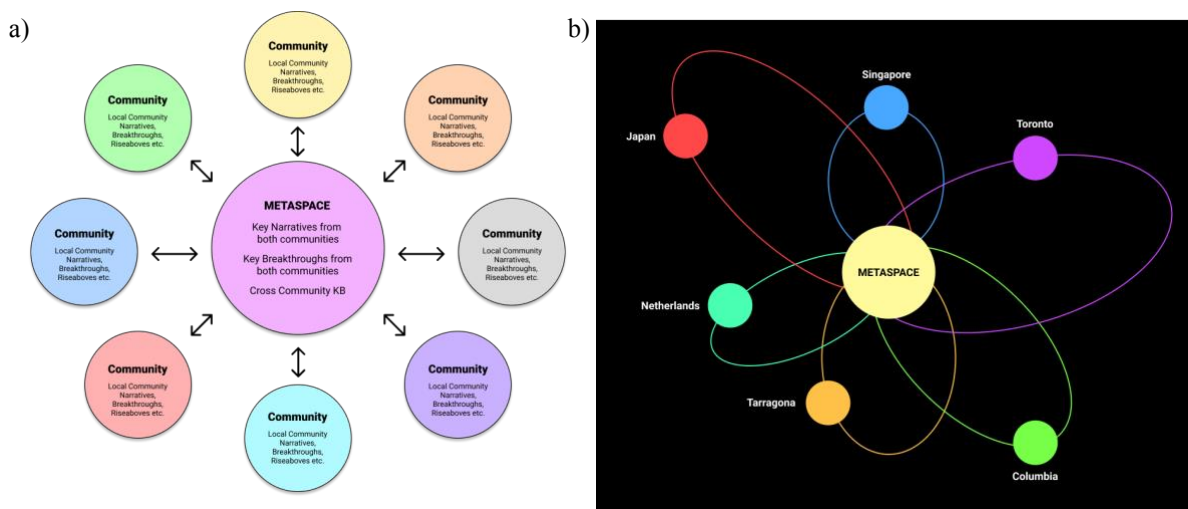 a)
Community
Local Community
Narratives,
Breakthroughs,
Riseaboves etc.
Community
Local Community
Narratives,
Breakthroughs,
Riseaboves etc.
Community
Local Community
Narratives,
Breakthroughs,
Riseaboves etc.
METASPACE
Key Narratives from
both communities
Key Breakthroughs from
both communities
Cross Community KB
Community
Local Community
Narratives,
Breakthroughs,
Riseaboves etc.
Community
Local Community
Narratives,
Breakthroughs,
Riseaboves etc.
Community
Local Community
Narratives,
Breakthroughs,
Riseaboves etc.
Community
Local Community
Narratives,
Breakthroughs,
Riseaboves etc.
Community
Local Community
Narratives,
Breakthroughs,
Riseaboves etc.
b)
Singapore
Toronto
Japan
METASPACE
Netherlands
Tarragona
Columbia